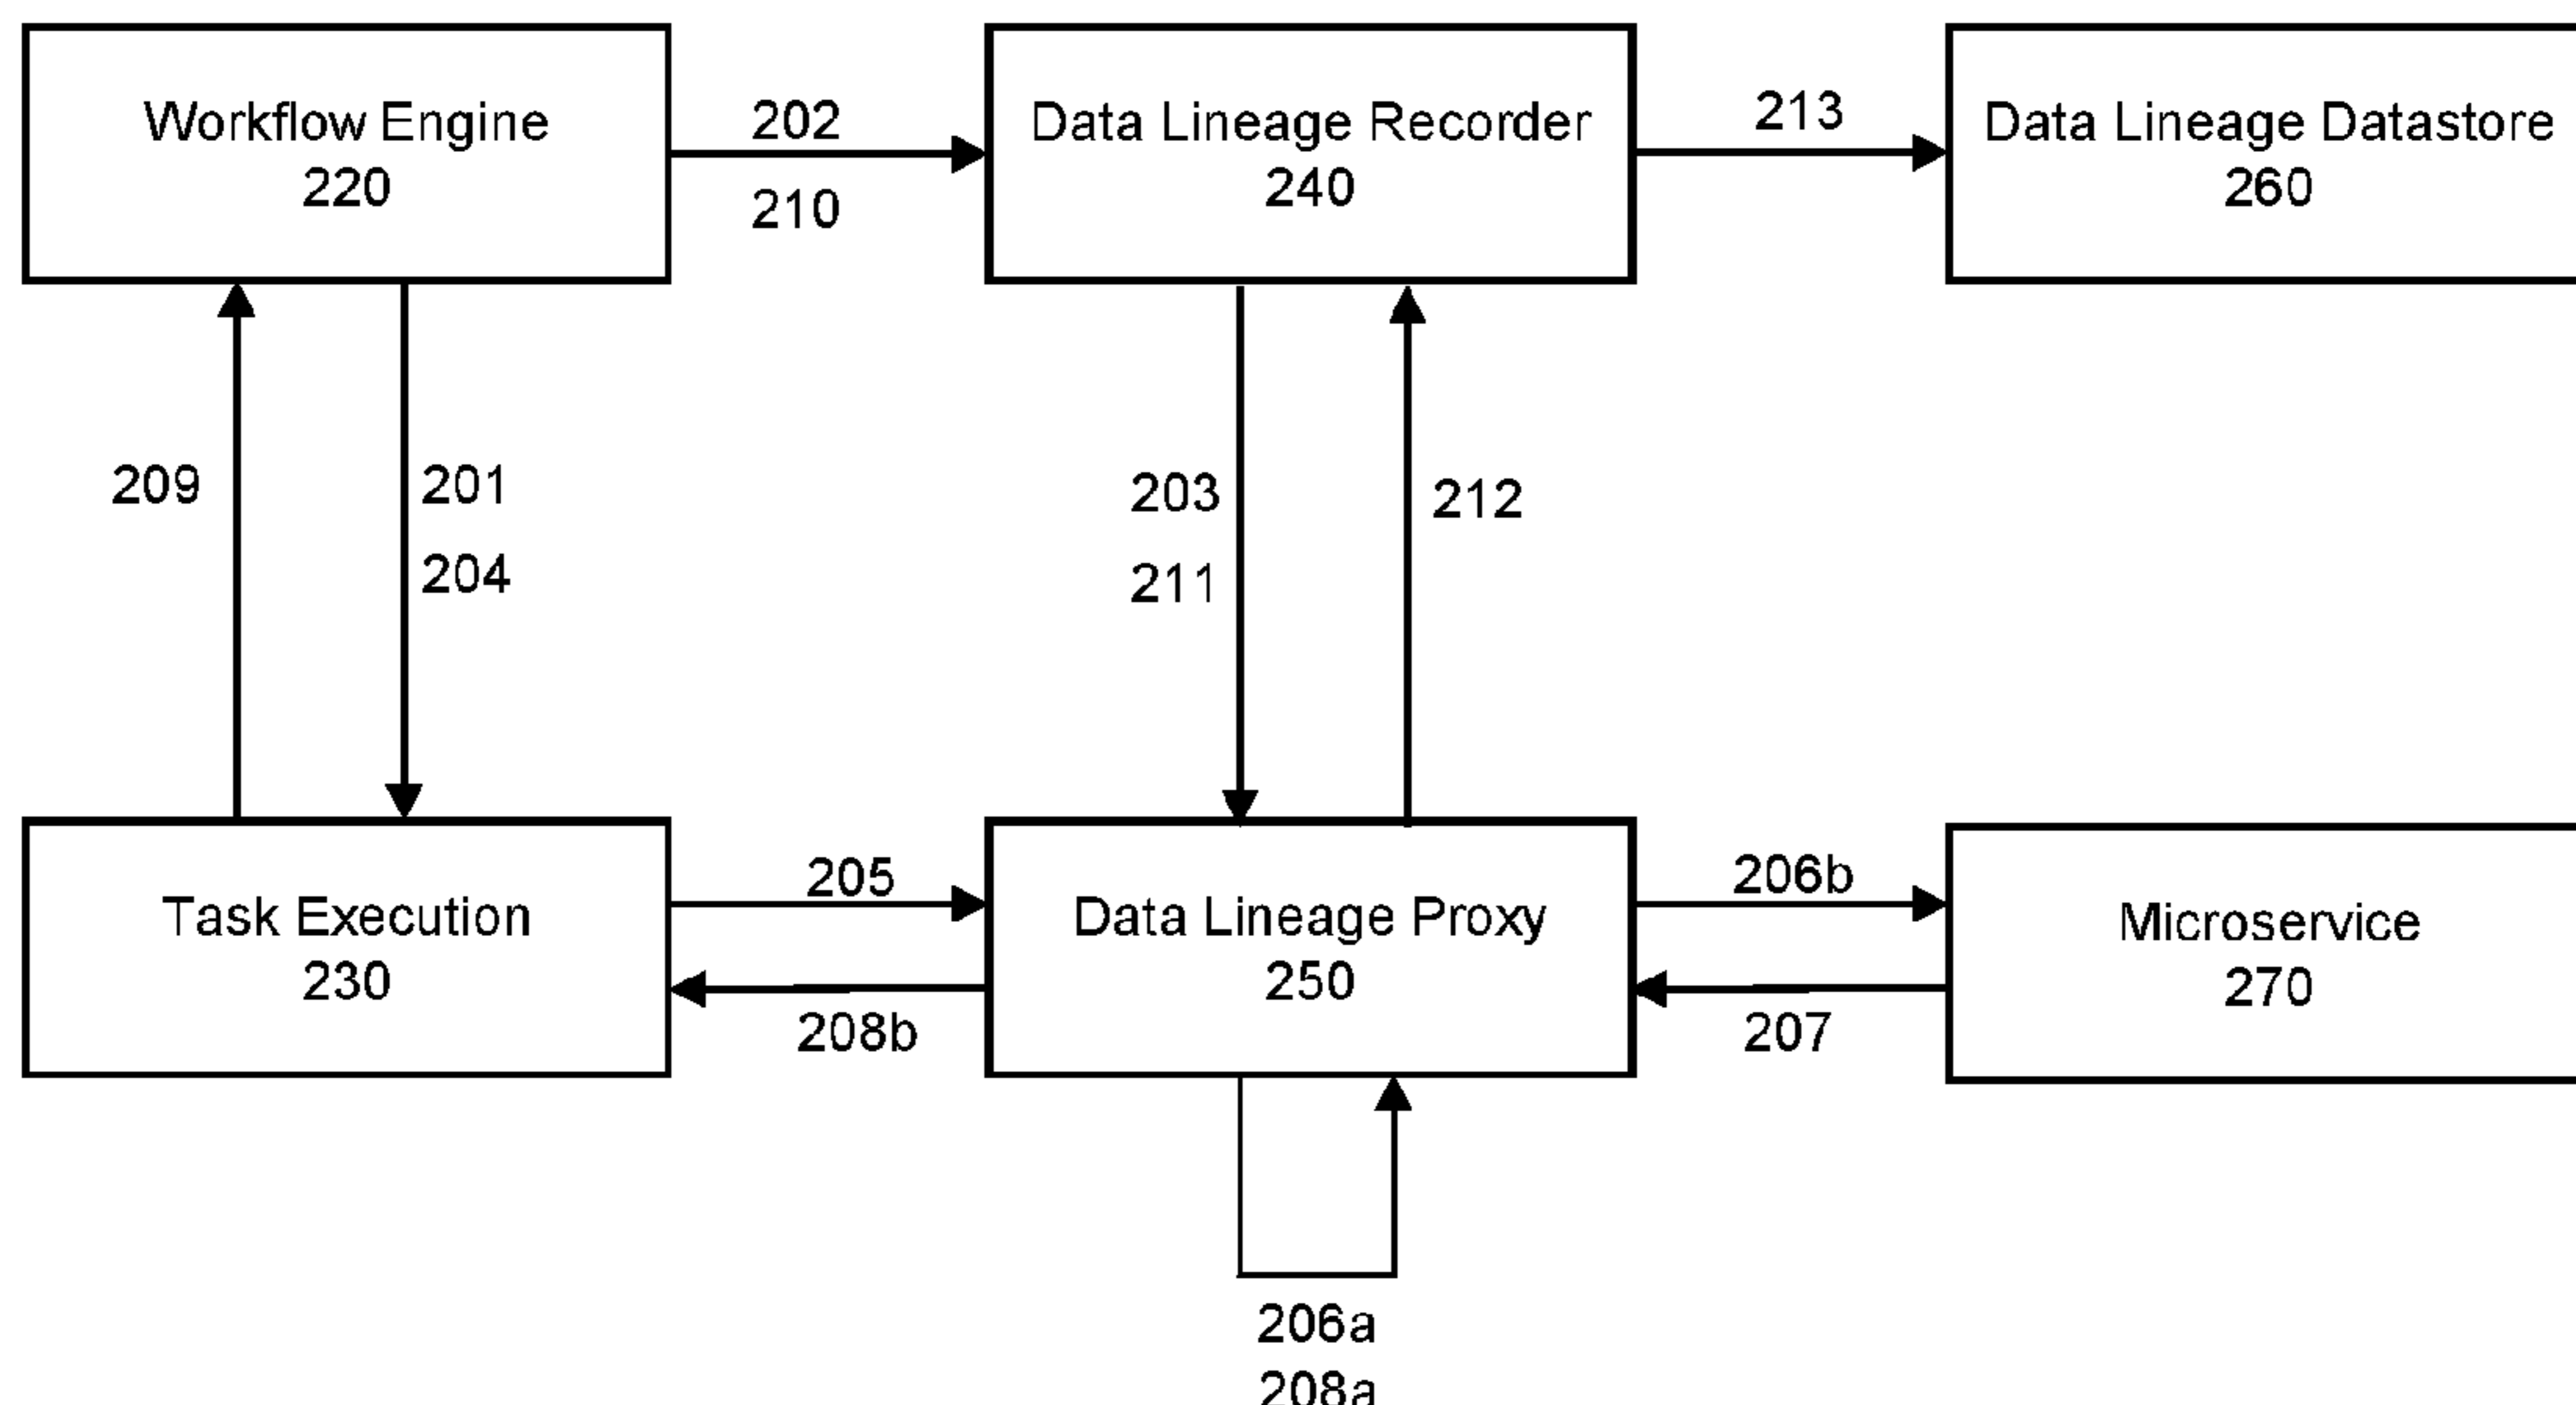 Workflow Engine
220
202
210
Data Lineage Recorder
240
213
Data Lineage Datastore
260
209
201
204
203
211
212
Task Execution
230
205
208b
Data Lineage Proxy
250
206b
207
Microservice
270
206a
208a